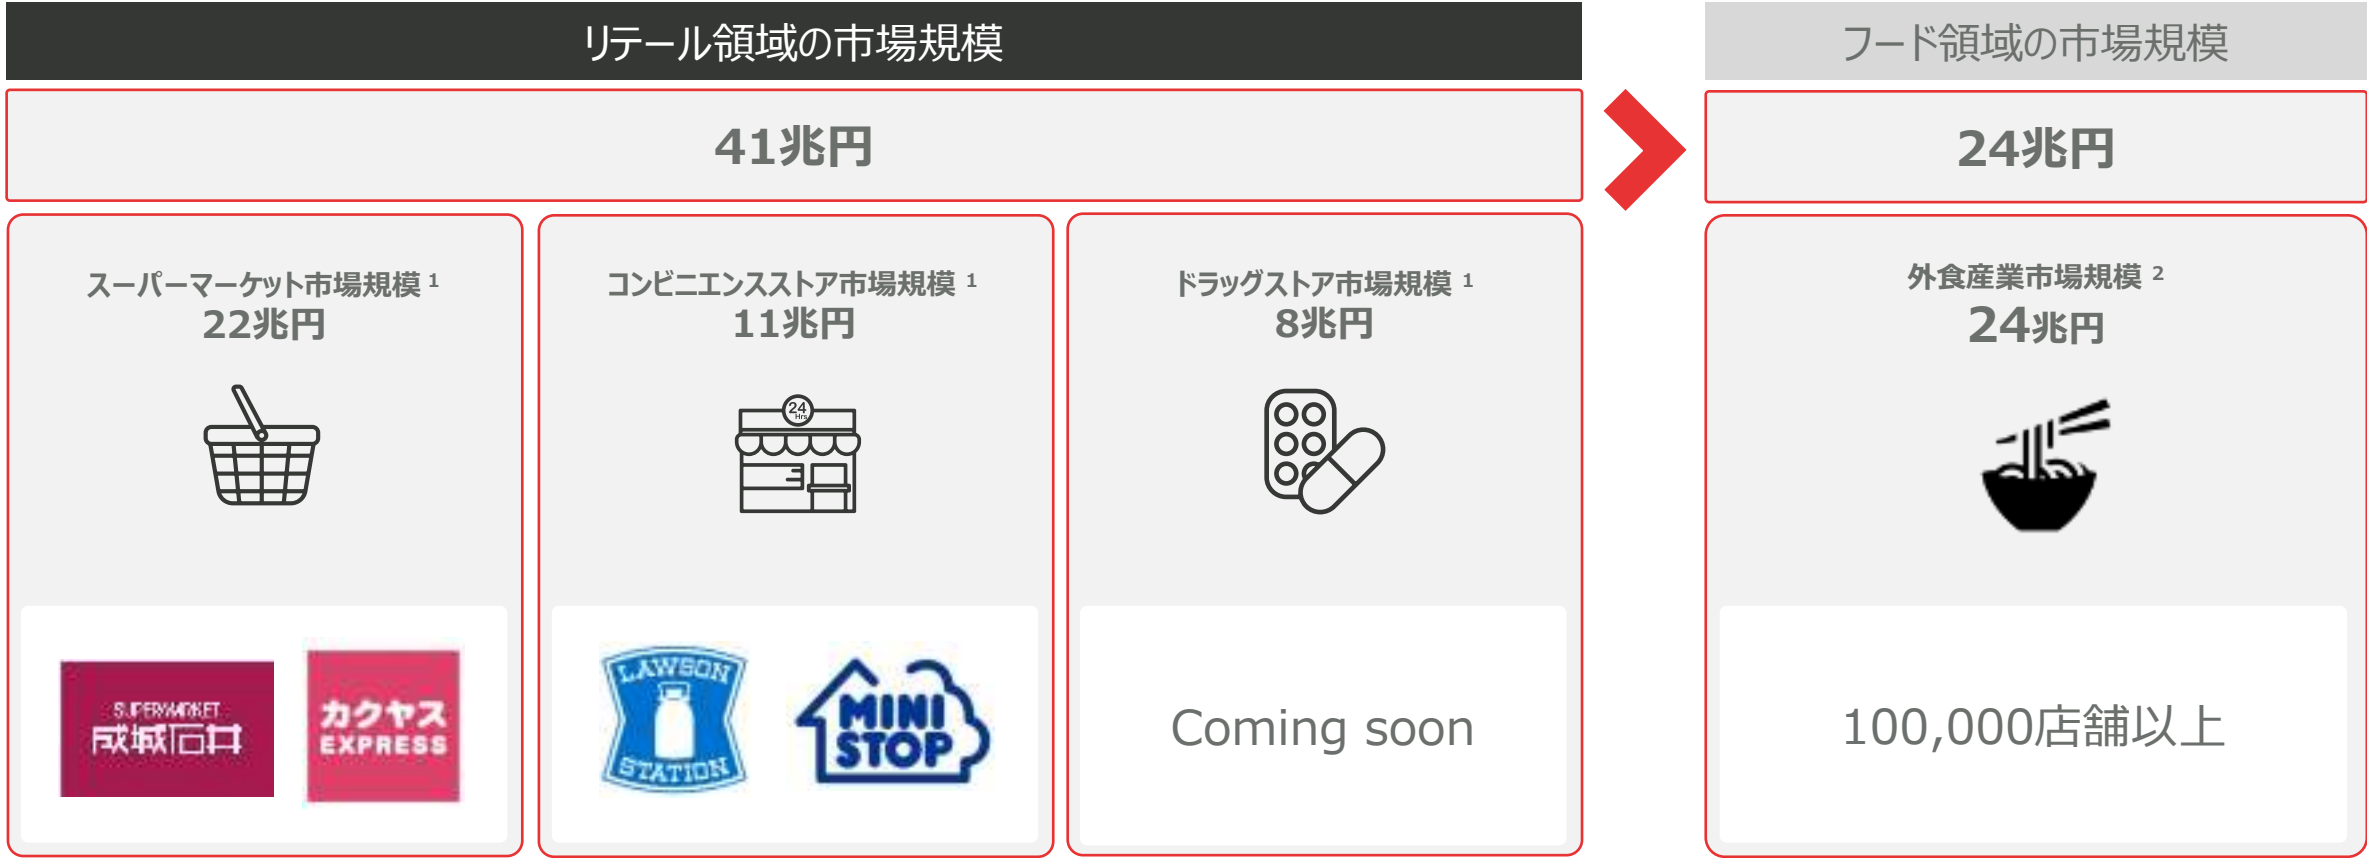 リテール領域の市場規模
フード領域の市場規模
41兆円
24兆円
スーパーマーケット市場規模 1
22兆円
コンビニエンスストア市場規模 1
11兆円
24
Hrs
ドラッグストア市場規模 1
8兆円
外食産業市場規模 2
24兆円
SUPERMARKET
成城石井
カクヤス
EXPRESS
LAWSON
STATION
MINI
STOP
Coming soon
100,000店舗以上